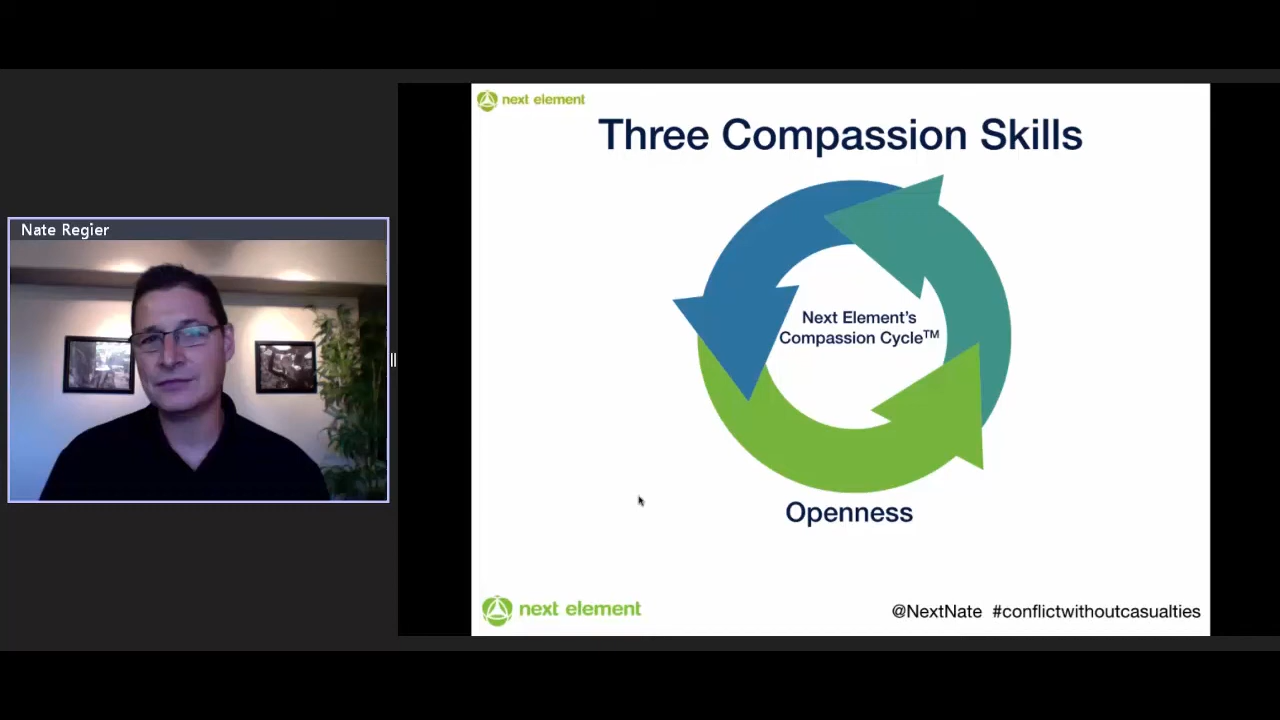 Nate Regier
next element
Three Compassion Skills
Next Element's
Compassion Cycle™
Openness
next element
@NextNate #conflictwithoutcasualties